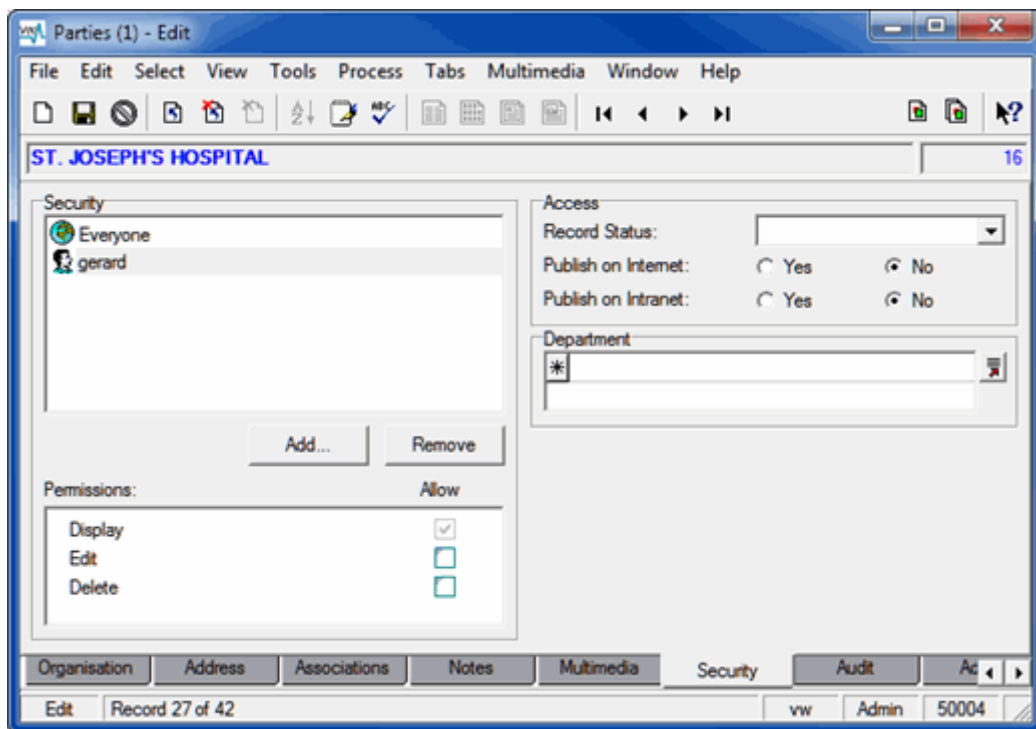 Parties (1) - Edit
File Edit Select View Tools Process Tabs Multimedia Window Help
ST. JOSEPH'S HOSPITAL 16
Security
Everyone
gerard
Add... Remove
Permissions: Allow
Display
Edit
Delete
Access
Record Status:
Publish on Internet: Yes No
Publish on Intranet: Yes No
Department
Organisation Address Associations Notes Multimedia Security Audit Ac
Edit Record 27 of 42 vw Admin 50004